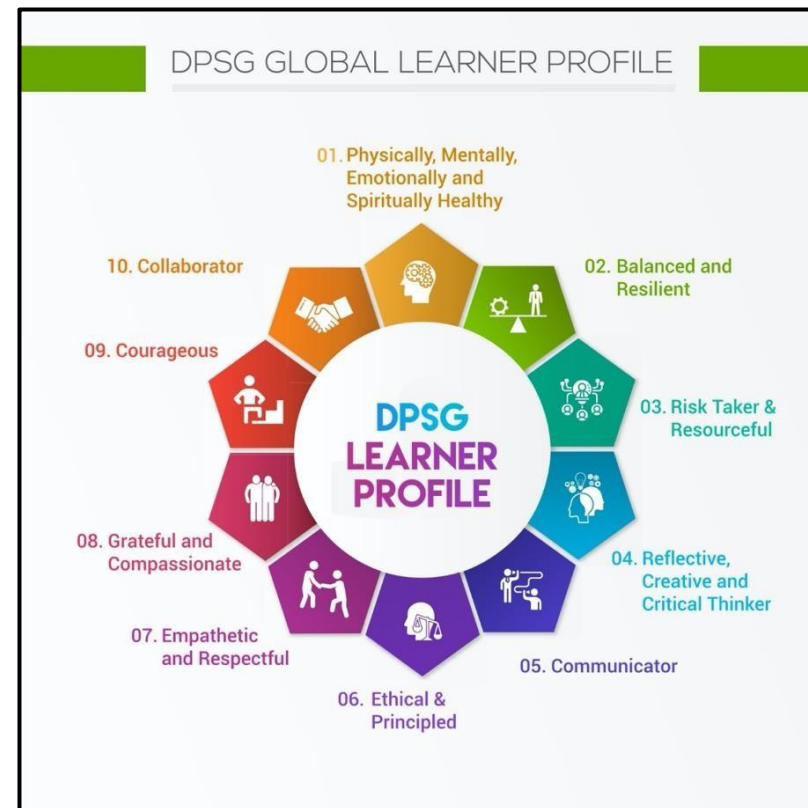 DPSG GLOBAL LEARNER PROFILE
01. Physically, Mentally,
Emotionally and
Spiritually Healthy
02. Balanced and
Resilient
03. Risk Taker &
Resourceful
04. Reflective,
Creative and
Critical Thinker
05. Communicator
06. Ethical &
Principled
07. Empathetic
and Respectful
08. Grateful and
Compassionate
09. Courageous
10. Collaborator
DPSG
LEARNER
PROFILE